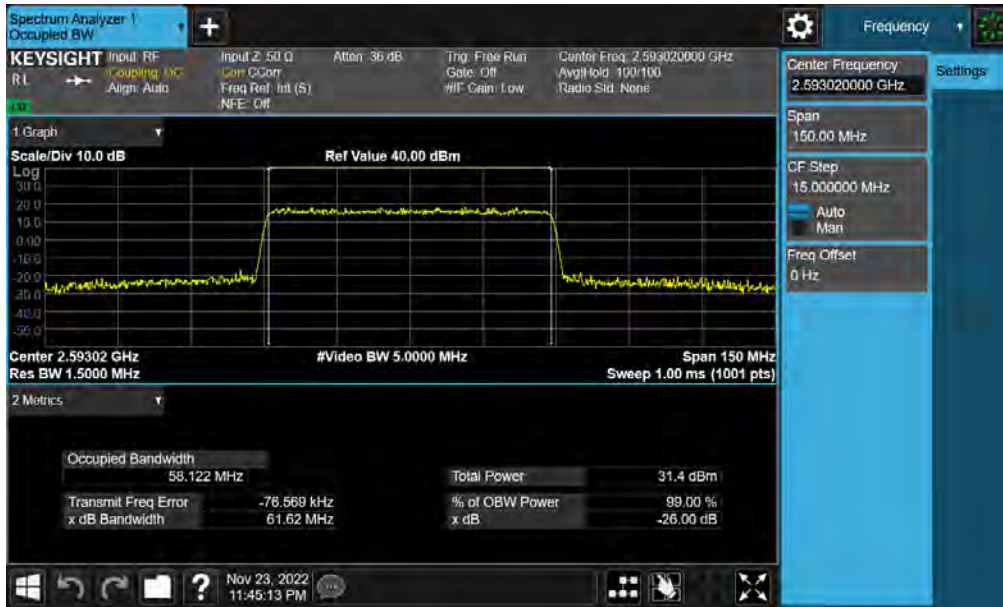 Spectrum Analyzer 1
Occupied BW
+
Frequency
KEYSIGHT
Input: RF
Coupling: DC
Align: Auto
Input Z: 50 Ω
Corr CCorr
Freq Ref: Int (S)
NFE: Off
Atten: 36 dB
Trig: Free Run
Gate: Off
#IF Gain: Low
Center Freq: 2.593020000 GHz
Avg|Hold: 100/100
Radio Std: None
R L
Center Frequency
2.593020000 GHz
Settings
Span
150.00 MHz
CF Step
15.000000 MHz
Auto
Man
Freq Offset
0 Hz
1 Graph
Scale/Div 10.0 dB
Ref Value 40.00 dBm
Log
30.0
20.0
10.0
0.00
-10.0
-20.0
-30.0
-40.0
-50.0
Center 2.59302 GHz
#Video BW 5.0000 MHz
Span 150 MHz
Res BW 1.5000 MHz
Sweep 1.00 ms (1001 pts)
2 Metrics
Occupied Bandwidth
58.122 MHz
Total Power
31.4 dBm
Transmit Freq Error
-76.569 kHz
% of OBW Power
99.00 %
x dB Bandwidth
61.62 MHz
x dB
-26.00 dB
?
Nov 23, 2022
11:45:13 PM